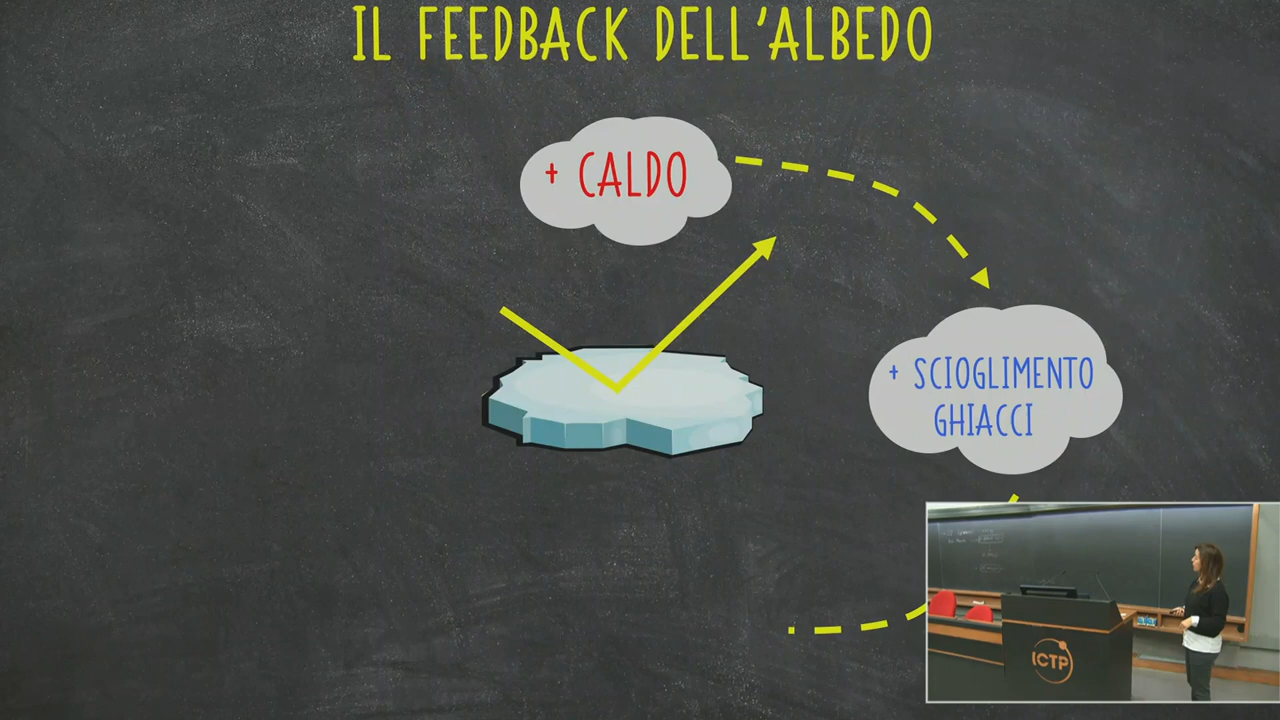 IL FEEDBACK DELL'ALBEDO
+ CALDO
+ SCIOGLIMENTO
GHIACCI
ICTP